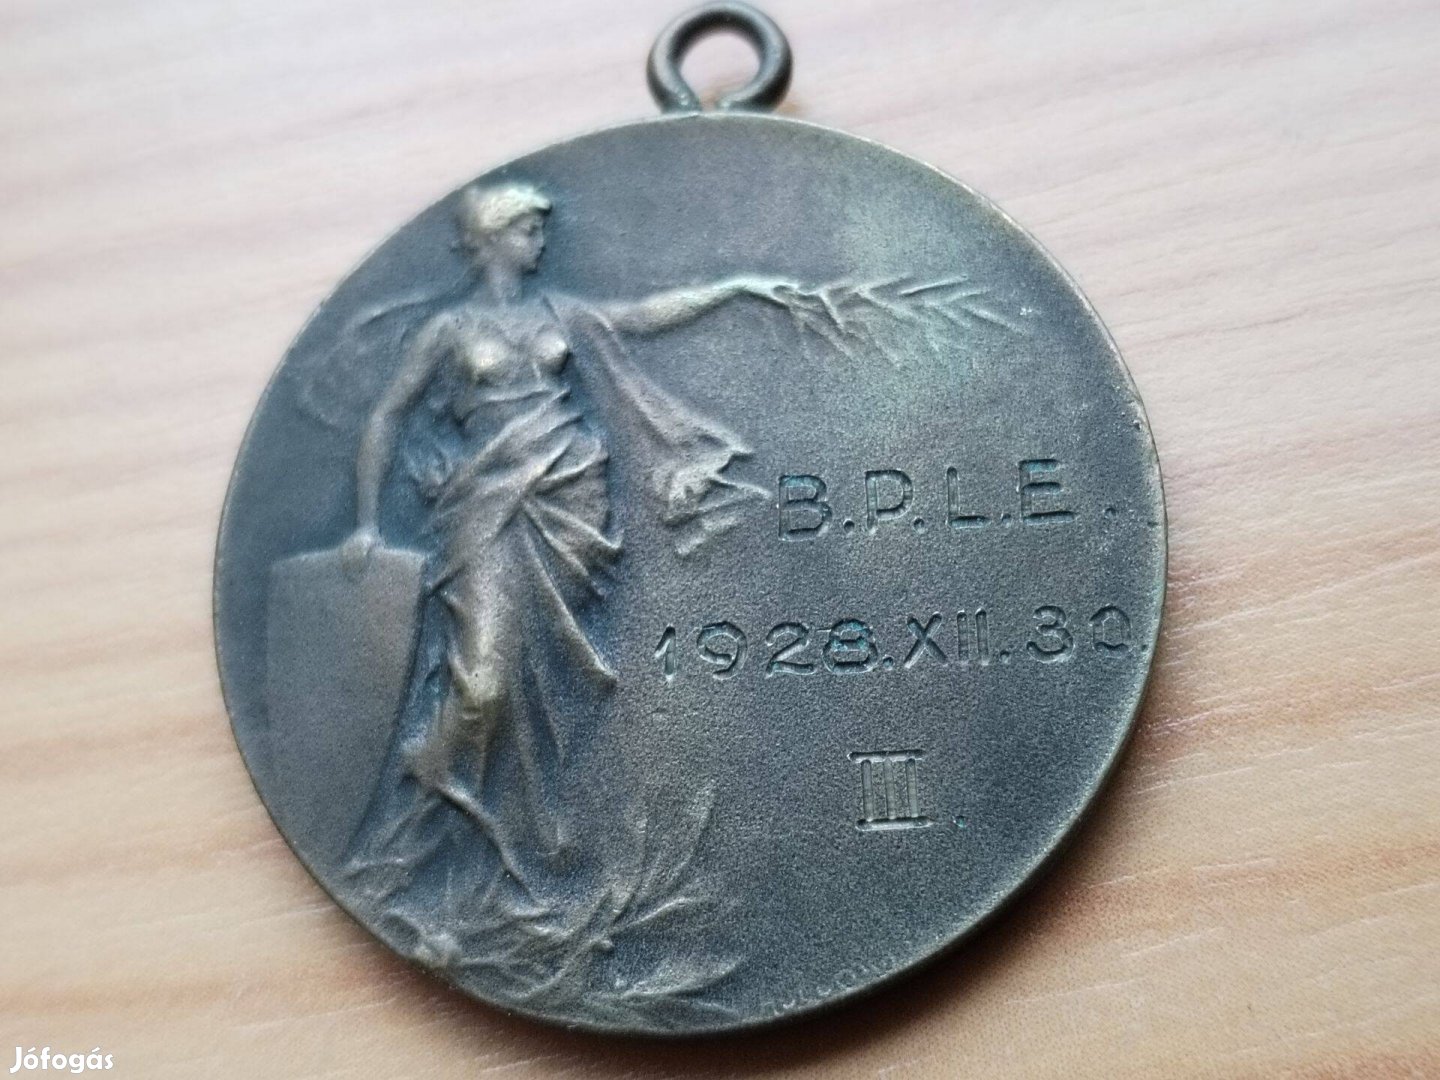 B.P.L.E.
1928.XII.30.
III.
Jófogás